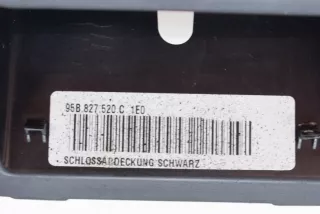 95B.827.520 C 1E0
SCHLOSSABDECKUNG SCHWARZ